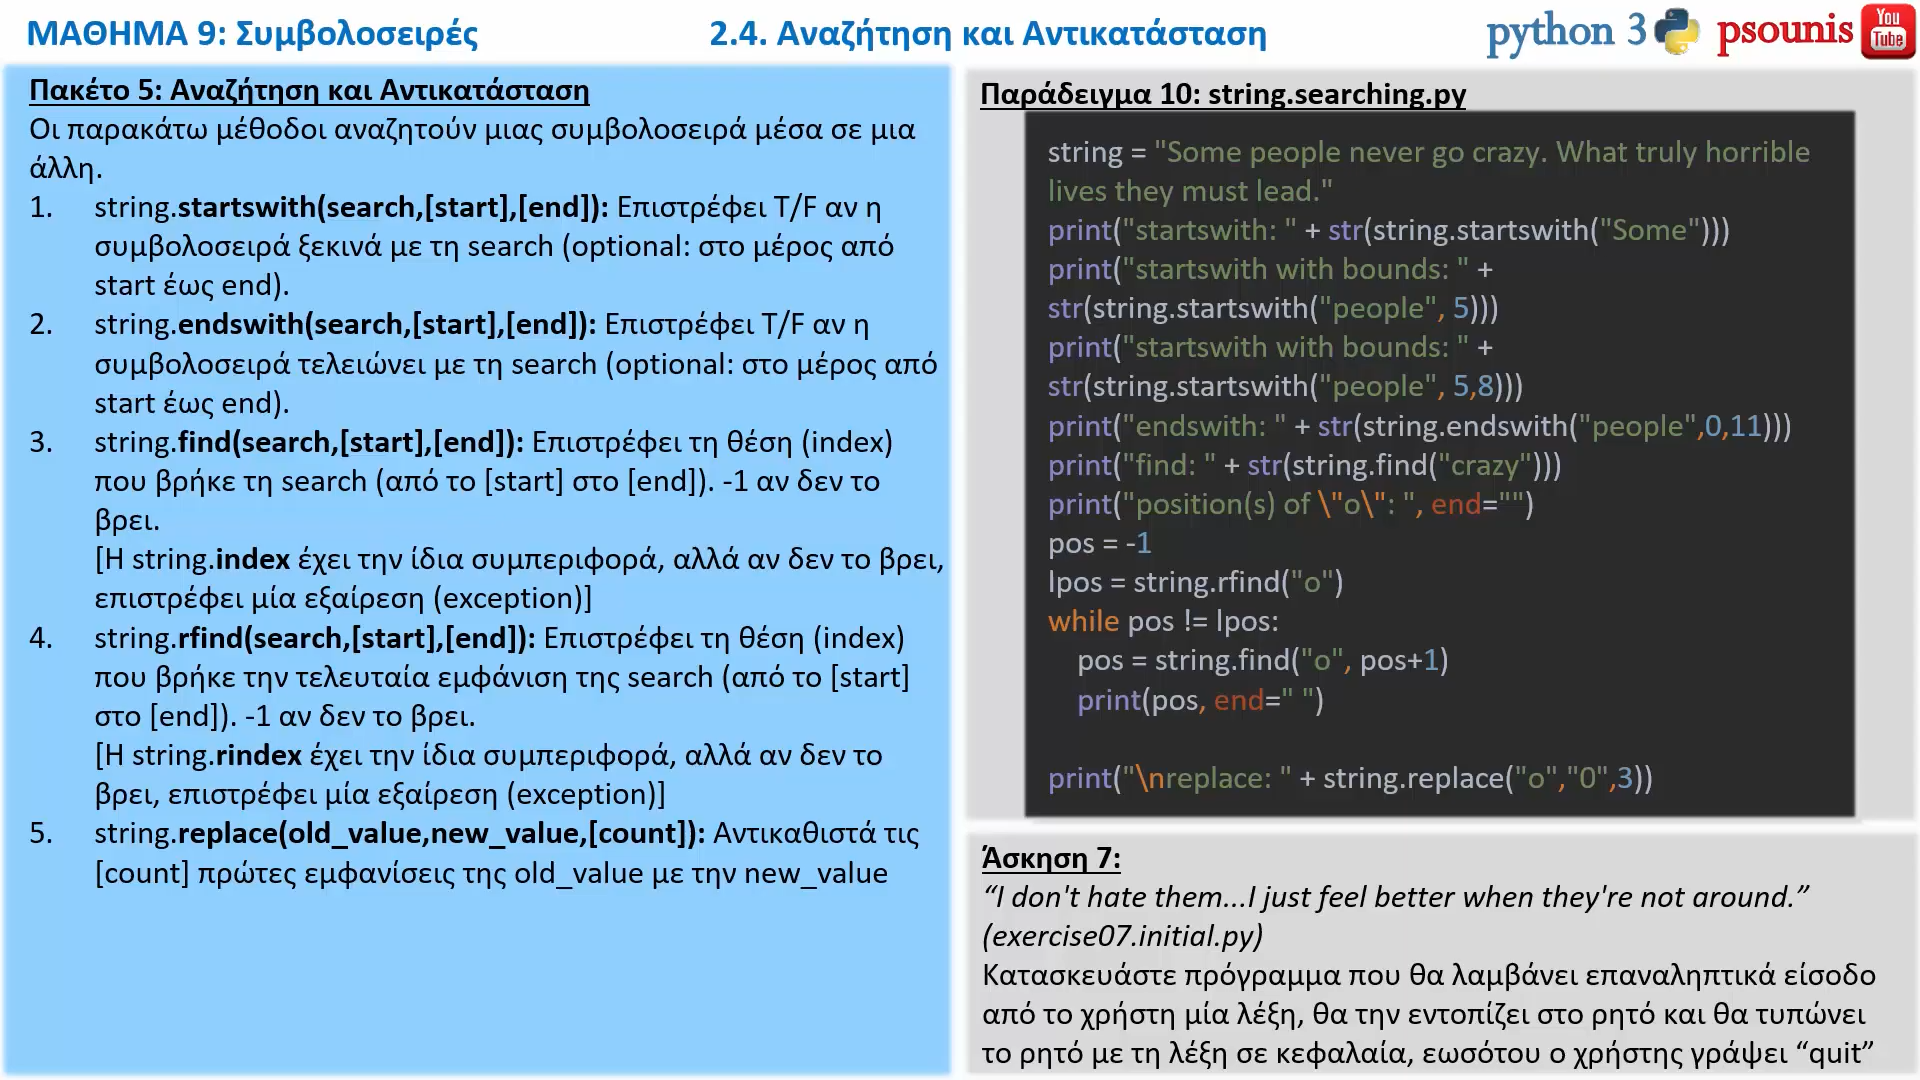 ΜΑΘΗΜΑ 9: Συμβολοσειρές
2.4. Αναζήτηση και Αντικατάσταση
python 3
psounis
You
Tube
Πακέτο 5: Αναζήτηση και Αντικατάσταση
Οι παρακάτω μέθοδοι αναζητούν μιας συμβολοσειρά μέσα σε μια
άλλη.
1. string.startswith(search,[start],[end]): Επιστρέφει T/F αν η
συμβολοσειρά ξεκινά με τη search (optional: στο μέρος από
start έως end).
2. string.endswith(search,[start],[end]): Επιστρέφει T/F αν η
συμβολοσειρά τελειώνει με τη search (optional: στο μέρος από
start έως end).
3. string.find(search,[start],[end]): Επιστρέφει τη θέση (index)
που βρήκε τη search (από το [start] στο [end]). -1 αν δεν το
βρει.
[Η string.index έχει την ίδια συμπεριφορά, αλλά αν δεν το βρει,
επιστρέφει μία εξαίρεση (exception)]
4. string.rfind(search,[start],[end]): Επιστρέφει τη θέση (index)
που βρήκε την τελευταία εμφάνιση της search (από το [start]
στο [end]). -1 αν δεν το βρει.
[Η string.rindex έχει την ίδια συμπεριφορά, αλλά αν δεν το
βρει, επιστρέφει μία εξαίρεση (exception)]
5. string.replace(old_value,new_value,[count]): Αντικαθιστά τις
[count] πρώτες εμφανίσεις της old_value με την new_value
Παράδειγμα 10: string.searching.py
string = "Some people never go crazy. What truly horrible
lives they must lead."
print("startswith: " + str(string.startswith("Some")))
print("startswith with bounds: " +
str(string.startswith("people", 5)))
print("startswith with bounds: " +
str(string.startswith("people", 5,8)))
print("endswith: " + str(string.endswith("people",0,11)))
print("find: " + str(string.find("crazy")))
print("position(s) of \"o\": ", end="")
pos = -1
lpos = string.rfind("o")
while pos != lpos:
    pos = string.find("o", pos+1)
    print(pos, end=" ")
print("\nreplace: " + string.replace("o","0",3))
Άσκηση 7:
“I don't hate them...I just feel better when they're not around.”
(exercise07.initial.py)
Κατασκευάστε πρόγραμμα που θα λαμβάνει επαναληπτικά είσοδο
από το χρήστη μία λέξη, θα την εντοπίζει στο ρητό και θα τυπώνει
το ρητό με τη λέξη σε κεφαλαία, εωσότου ο χρήστης γράψει “quit”